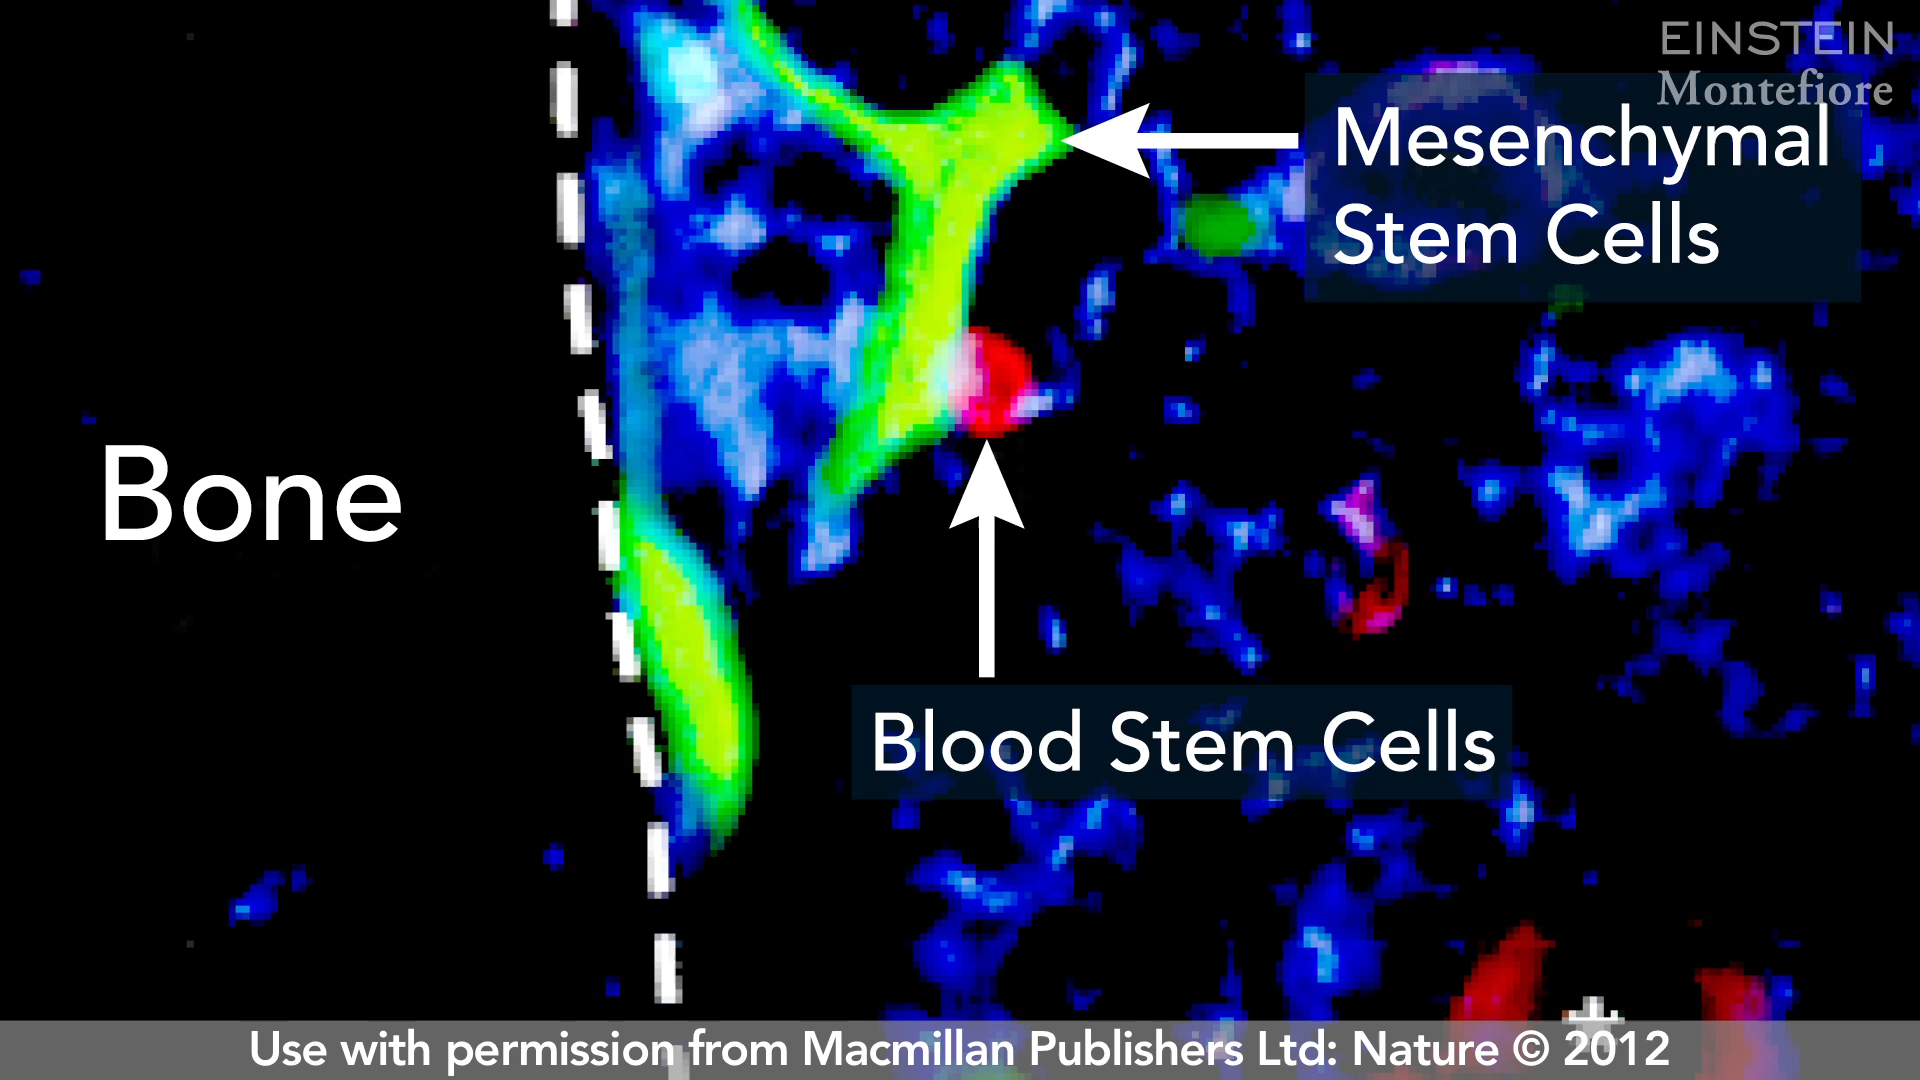 EINSTEIN
Montefiore
Mesenchymal
Stem Cells
Bone
Blood Stem Cells
Use with permission from Macmillan Publishers Ltd: Nature © 2012